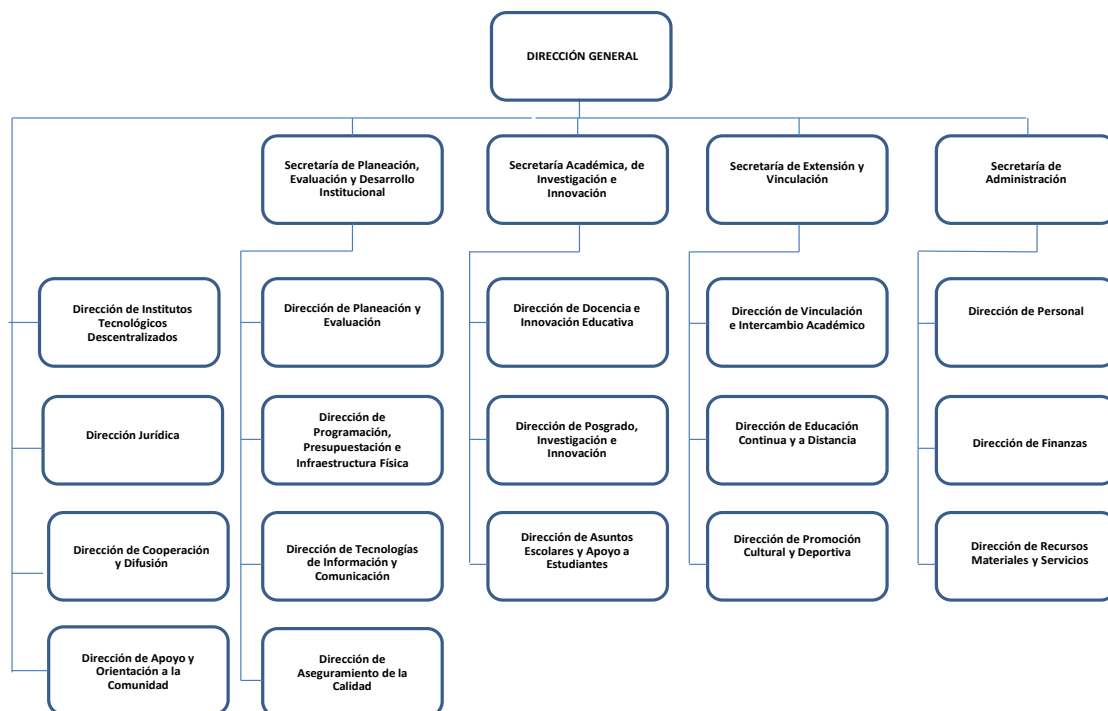 DIRECCIÓN GENERAL
Secretaría de Planeación,
Evaluación y Desarrollo
Institucional
Secretaría Académica, de
Investigación e
Innovación
Secretaría de Extensión y
Vinculación
Secretaría de
Administración
Dirección de Institutos
Tecnológicos
Descentralizados
Dirección de Planeación y
Evaluación
Dirección de Docencia e
Innovación Educativa
Dirección de Vinculación
e Intercambio Académico
Dirección de Personal
Dirección Jurídica
Dirección de
Programación,
Presupuestación e
Infraestructura Física
Dirección de Posgrado,
Investigación e
Innovación
Dirección de Educación
Continua y a Distancia
Dirección de Finanzas
Dirección de Cooperación
y Difusión
Dirección de Tecnologías
de Información y
Comunicación
Dirección de Asuntos
Escolares y Apoyo a
Estudiantes
Dirección de Promoción
Cultural y Deportiva
Dirección de Recursos
Materiales y Servicios
Dirección de Apoyo y
Orientación a la
Comunidad
Dirección de
Aseguramiento de la
Calidad